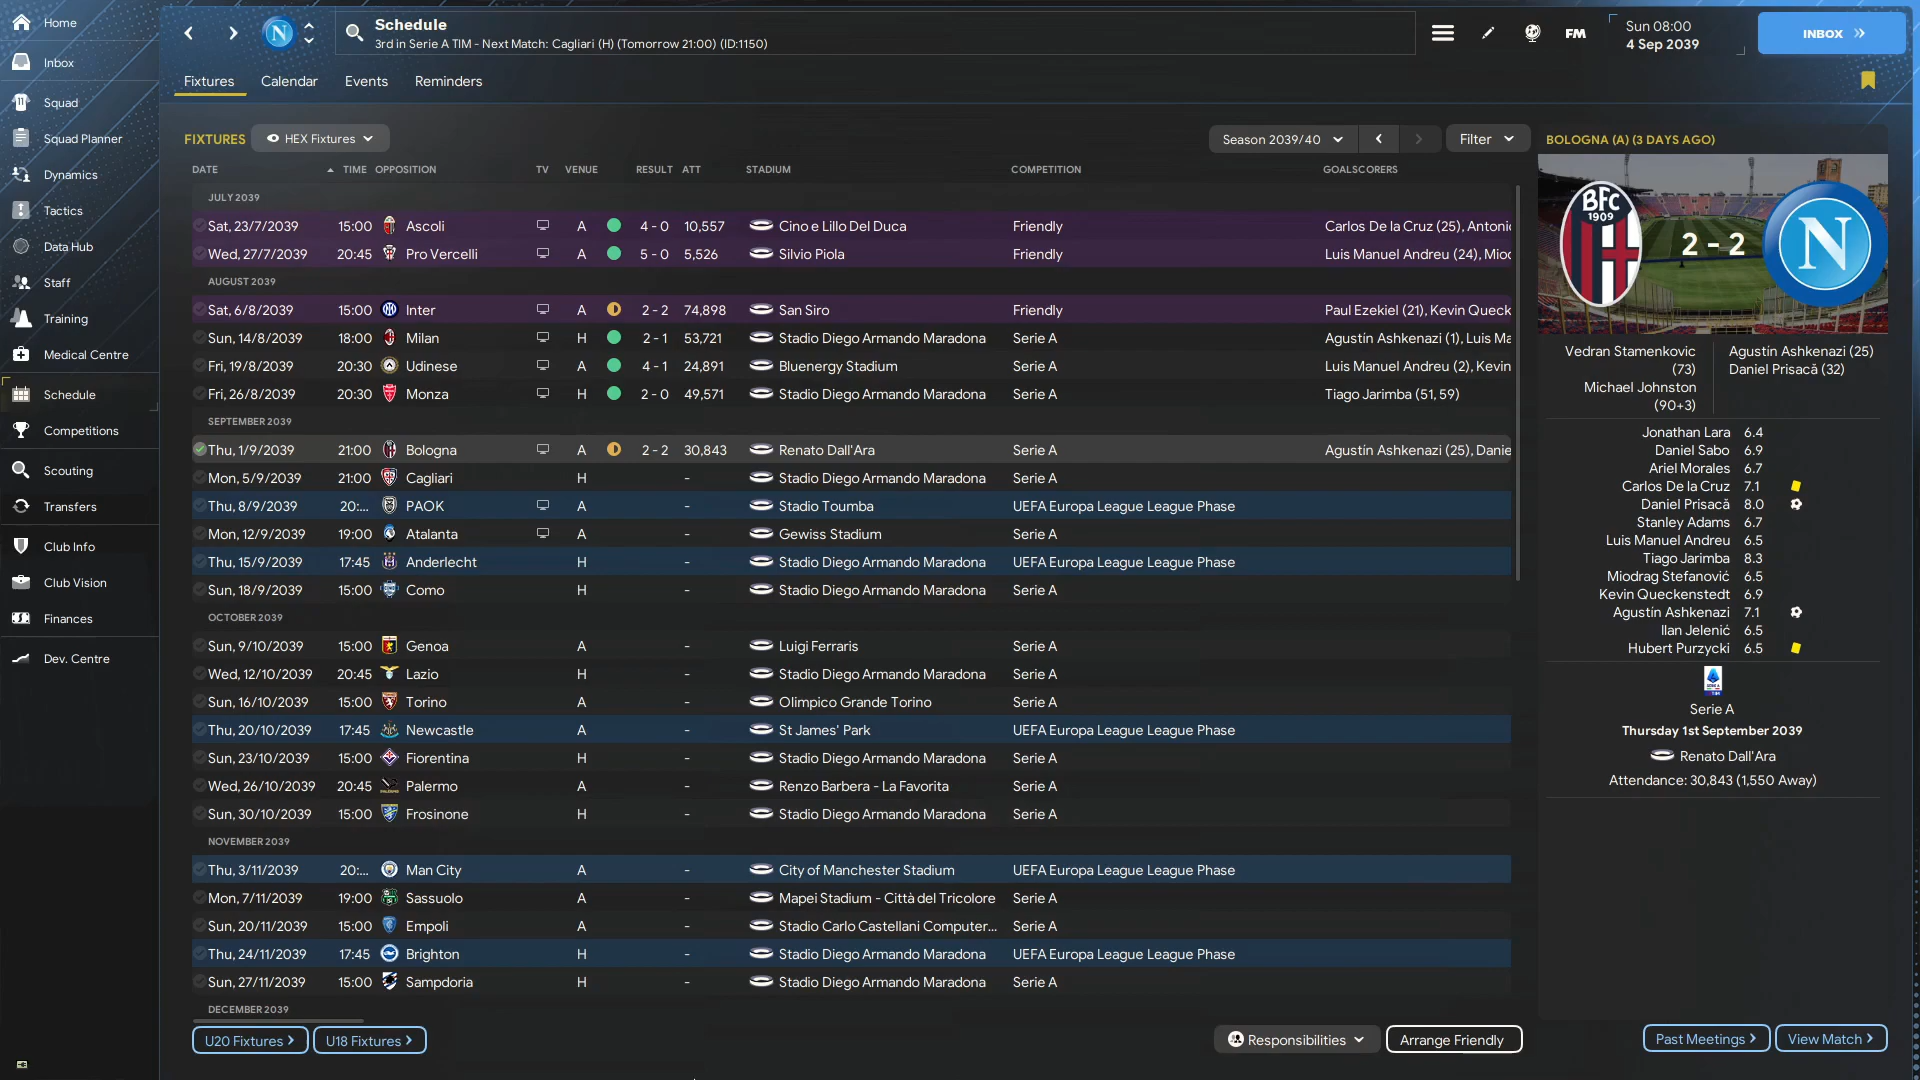 Home
Inbox
Squad
Squad Planner
Dynamics
Tactics
Data Hub
Staff
Training
Medical Centre
Schedule
Competitions
Scouting
Transfers
Club Info
Club Vision
Finances
Dev. Centre
Schedule
3rd in Serie A TIM - Next Match: Cagliari (H) (Tomorrow 21:00) (ID:1150)
FM
Sun 08:00
4 Sep 2039
INBOX
Fixtures Calendar Events Reminders
FIXTURES HEX Fixtures Season 2039/40 Filter
DATE TIME OPPOSITION TV VENUE RESULT ATT STADIUM COMPETITION GOALSCORERS
JULY 2039
Sat, 23/7/2039 15:00 Ascoli A 4 - 0 10,557 Cino e Lillo Del Duca Friendly Carlos De la Cruz (25), Antoni
Wed, 27/7/2039 20:45 Pro Vercelli A 5 - 0 5,526 Silvio Piola Friendly Luis Manuel Andreu (24), Mio
AUGUST 2039
Sat, 6/8/2039 15:00 Inter A 2 - 2 74,898 San Siro Friendly Paul Ezekiel (21), Kevin Queck
Sun, 14/8/2039 18:00 Milan H 2 - 1 53,721 Stadio Diego Armando Maradona Serie A Agustín Ashkenazi (1), Luis Ma
Fri, 19/8/2039 20:30 Udinese A 4 - 1 24,891 Bluenergy Stadium Serie A Luis Manuel Andreu (2), Kevin
Fri, 26/8/2039 20:30 Monza H 2 - 0 49,571 Stadio Diego Armando Maradona Serie A Tiago Jarimba (51, 59)
SEPTEMBER 2039
Thu, 1/9/2039 21:00 Bologna A 2 - 2 30,843 Renato Dall'Ara Serie A Agustín Ashkenazi (25), Danie
Mon, 5/9/2039 21:00 Cagliari H - Stadio Diego Armando Maradona Serie A
Thu, 8/9/2039 20:... PAOK A - Stadio Toumba UEFA Europa League League Phase
Mon, 12/9/2039 19:00 Atalanta A - Gewiss Stadium Serie A
Thu, 15/9/2039 17:45 Anderlecht H - Stadio Diego Armando Maradona UEFA Europa League League Phase
Sun, 18/9/2039 15:00 Como H - Stadio Diego Armando Maradona Serie A
OCTOBER 2039
Sun, 9/10/2039 15:00 Genoa A - Luigi Ferraris Serie A
Wed, 12/10/2039 20:45 Lazio H - Stadio Diego Armando Maradona Serie A
Sun, 16/10/2039 15:00 Torino A - Olimpico Grande Torino Serie A
Thu, 20/10/2039 17:45 Newcastle A - St James' Park UEFA Europa League League Phase
Sun, 23/10/2039 15:00 Fiorentina H - Stadio Diego Armando Maradona Serie A
Wed, 26/10/2039 20:45 Palermo A - Renzo Barbera - La Favorita Serie A
Sun, 30/10/2039 15:00 Frosinone H - Stadio Diego Armando Maradona Serie A
NOVEMBER 2039
Thu, 3/11/2039 20:... Man City A - City of Manchester Stadium UEFA Europa League League Phase
Mon, 7/11/2039 19:00 Sassuolo A - Mapei Stadium - Città del Tricolore Serie A
Sun, 20/11/2039 15:00 Empoli A - Stadio Carlo Castellani Computer... Serie A
Thu, 24/11/2039 17:45 Brighton H - Stadio Diego Armando Maradona UEFA Europa League League Phase
Sun, 27/11/2039 15:00 Sampdoria H - Stadio Diego Armando Maradona Serie A
DECEMBER 2039
U20 Fixtures U18 Fixtures Responsibilities Arrange Friendly
BOLOGNA (A) (3 DAYS AGO)
BFC
1909
2 - 2
N
Vedran Stamenkovic
(73)
Michael Johnston
(90+3)
Agustín Ashkenazi (25)
Daniel Prisacă (32)
Jonathan Lara 6.4
Daniel Sabo 6.9
Ariel Morales 6.7
Carlos De la Cruz 7.1
Daniel Prisacă 8.0
Stanley Adams 6.7
Luis Manuel Andreu 6.5
Tiago Jarimba 8.3
Miodrag Stefanović 6.5
Kevin Queckenstedt 6.9
Agustín Ashkenazi 7.1
Ilan Jelenić 6.5
Hubert Purzycki 6.5
Serie A
Thursday 1st September 2039
Renato Dall'Ara
Attendance: 30,843 (1,550 Away)
Past Meetings View Match